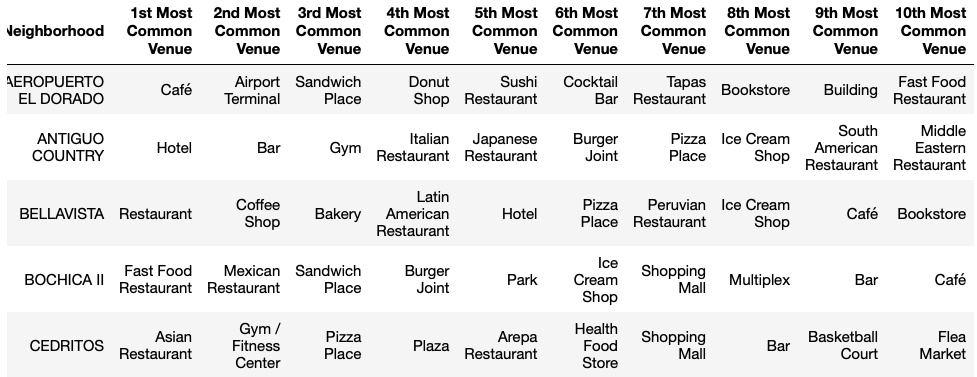 Neighborhood
1st Most
Common
Venue
2nd Most
Common
Venue
3rd Most
Common
Venue
4th Most
Common
Venue
5th Most
Common
Venue
6th Most
Common
Venue
7th Most
Common
Venue
8th Most
Common
Venue
9th Most
Common
Venue
10th Most
Common
Venue
AEROPUERTO
EL DORADO
Café
Airport
Terminal
Sandwich
Place
Donut
Shop
Sushi
Restaurant
Cocktail
Bar
Tapas
Restaurant
Bookstore
Building
Fast Food
Restaurant
ANTIGUO
COUNTRY
Hotel
Bar
Gym
Italian
Restaurant
Japanese
Restaurant
Burger
Joint
Pizza
Place
Ice Cream
Shop
South
American
Restaurant
Middle
Eastern
Restaurant
BELLAVISTA
Restaurant
Coffee
Shop
Bakery
Latin
American
Restaurant
Hotel
Pizza
Place
Peruvian
Restaurant
Ice Cream
Shop
Café
Bookstore
BOCHICA II
Fast Food
Restaurant
Mexican
Restaurant
Sandwich
Place
Burger
Joint
Park
Ice
Cream
Shop
Shopping
Mall
Multiplex
Bar
Café
CEDRITOS
Asian
Restaurant
Gym /
Fitness
Center
Pizza
Place
Plaza
Arepa
Restaurant
Health
Food
Store
Shopping
Mall
Bar
Basketball
Court
Flea
Market